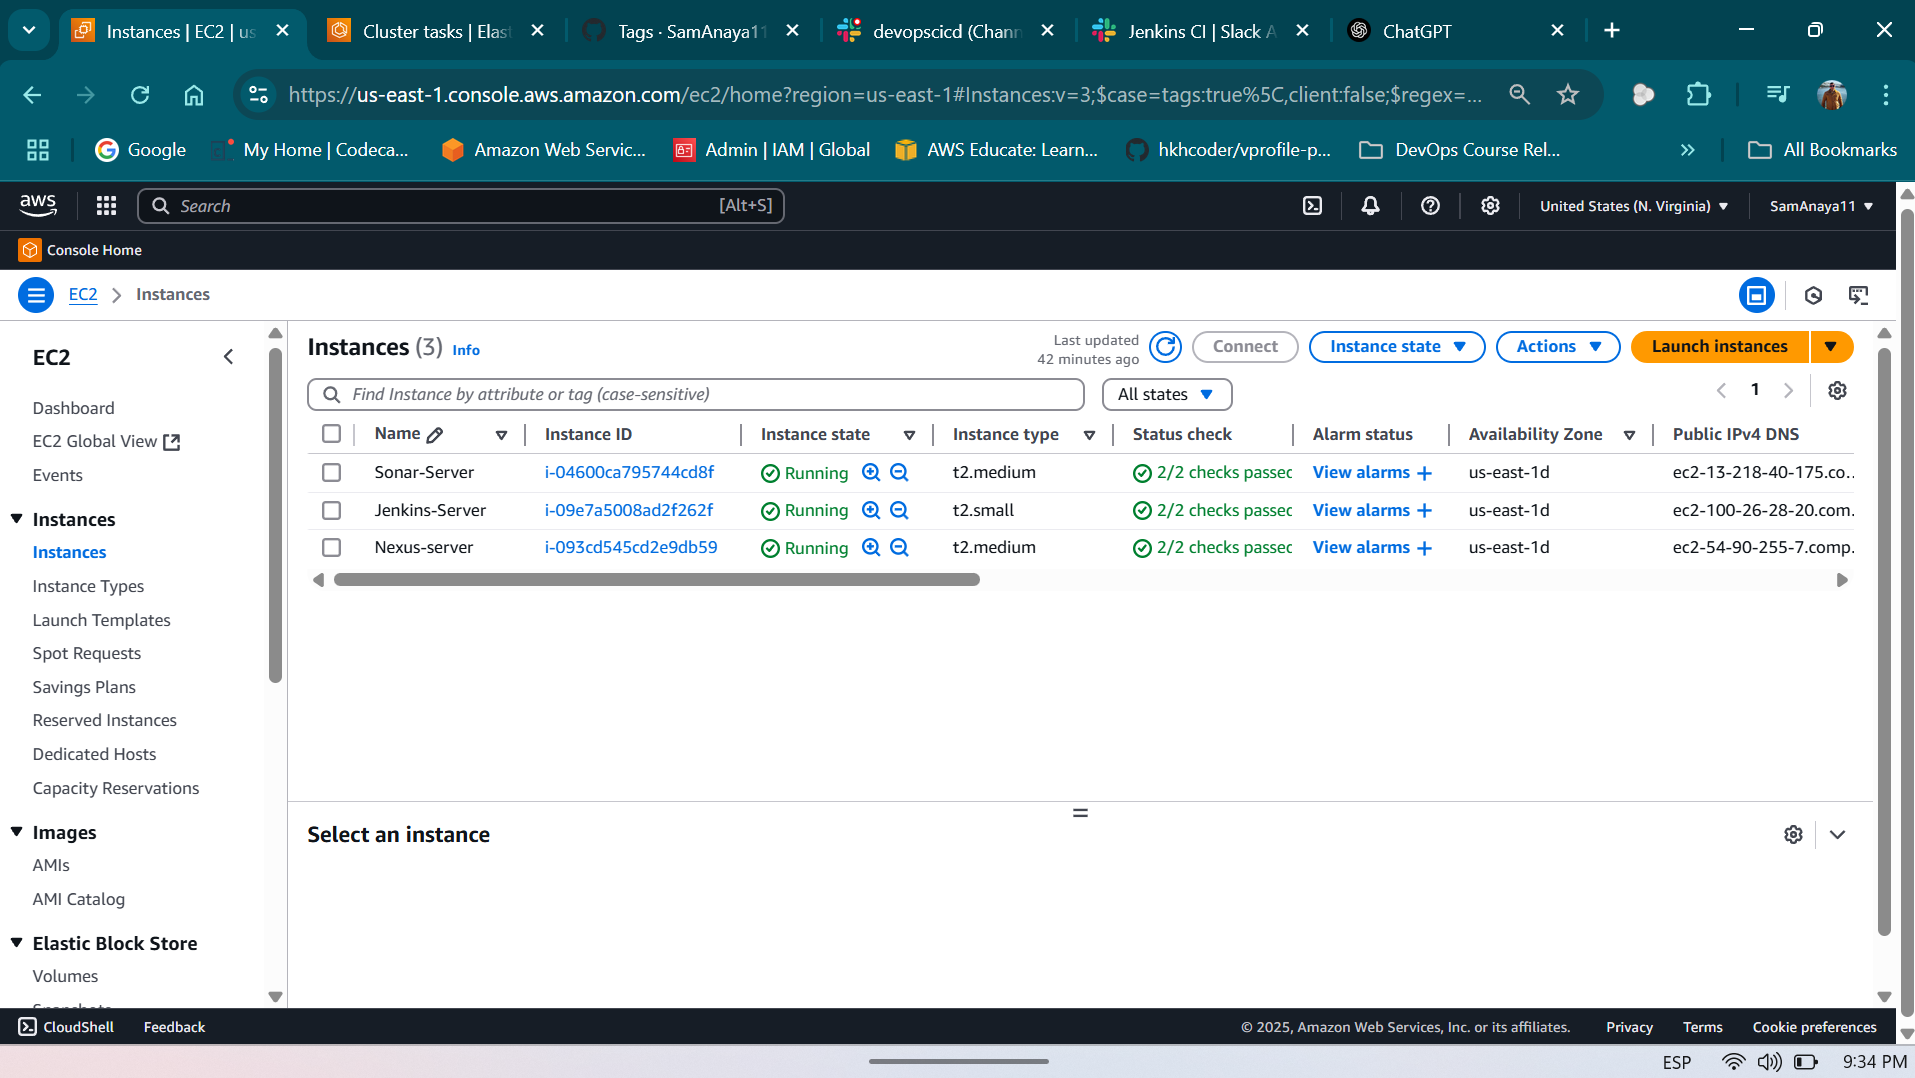 Instances | EC2 | us
Cluster tasks | Elast
Tags · SamAnaya11
devopscicd (Chann
Jenkins CI | Slack A
ChatGPT
https://us-east-1.console.aws.amazon.com/ec2/home?region=us-east-1#Instances:v=3;$case=tags:true%5C,client:false;$regex=...
Google
My Home | Codeca...
Amazon Web Servic...
Admin | IAM | Global
AWS Educate: Learn...
hkhcoder/vprofile-p...
DevOps Course Rel...
»
All Bookmarks
aws
Search
[Alt+S]
United States (N. Virginia)
SamAnaya11
Console Home
EC2
Instances
EC2
Dashboard
EC2 Global View
Events
Instances
Instances
Instance Types
Launch Templates
Spot Requests
Savings Plans
Reserved Instances
Dedicated Hosts
Capacity Reservations
Images
AMIs
AMI Catalog
Elastic Block Store
Volumes
Snapshots
Instances (3) Info
Last updated
42 minutes ago
Connect
Instance state
Actions
Launch instances
Find Instance by attribute or tag (case-sensitive)
All states
1
Name Instance ID Instance state Instance type Status check Alarm status Availability Zone Public IPv4 DNS
Sonar-Server i-04600ca795744cd8f Running t2.medium 2/2 checks passed View alarms + us-east-1d ec2-13-218-40-175.co...
Jenkins-Server i-09e7a5008ad2f262f Running t2.small 2/2 checks passed View alarms + us-east-1d ec2-100-26-28-20.com...
Nexus-server i-093cd545cd2e9db59 Running t2.medium 2/2 checks passed View alarms + us-east-1d ec2-54-90-255-7.comp...
Select an instance
CloudShell
Feedback
© 2025, Amazon Web Services, Inc. or its affiliates.
Privacy
Terms
Cookie preferences
ESP
9:34 PM